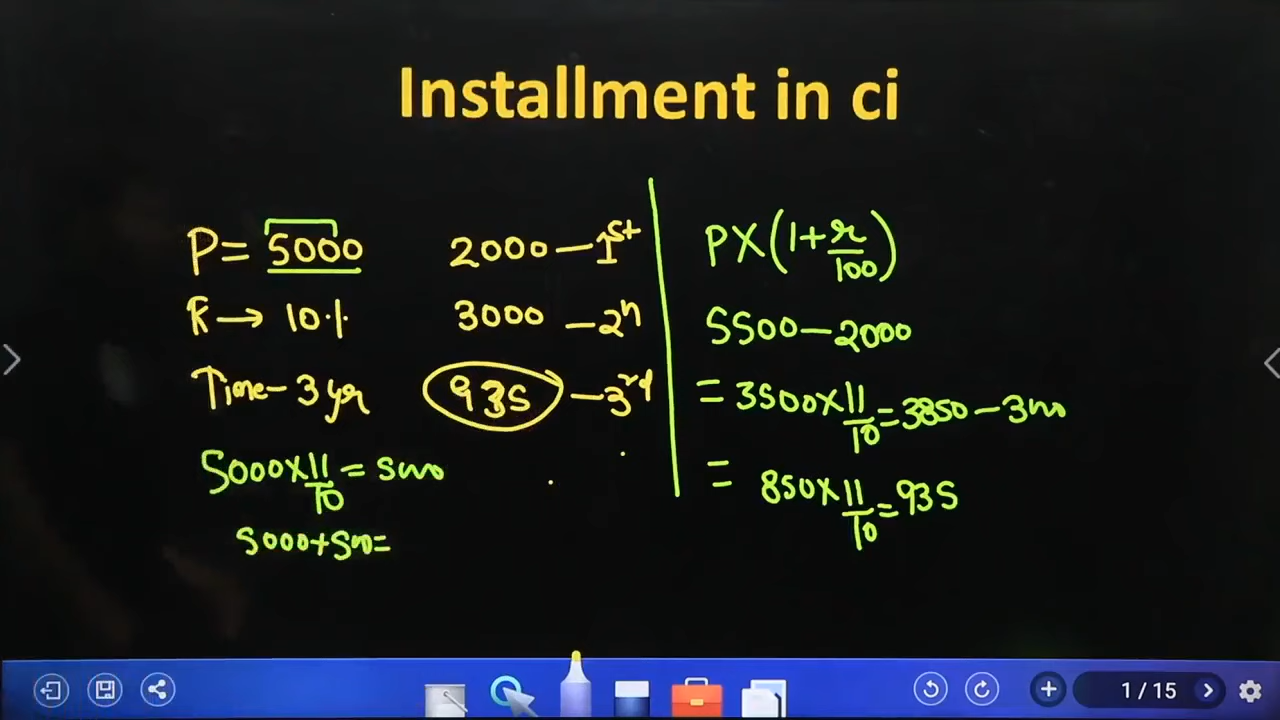 Installment in ci
P = 5000
R → 10%
Time - 3 yr
5000 × 11/10 = 5500
5000 + 500 =
2000 - 1st
3000 - 2n
935 - 3rd
P × (1 + r/100)
5500 - 2000
= 3500 × 11/10 = 3850 - 3000
= 850 × 11/10 = 935
1 / 15